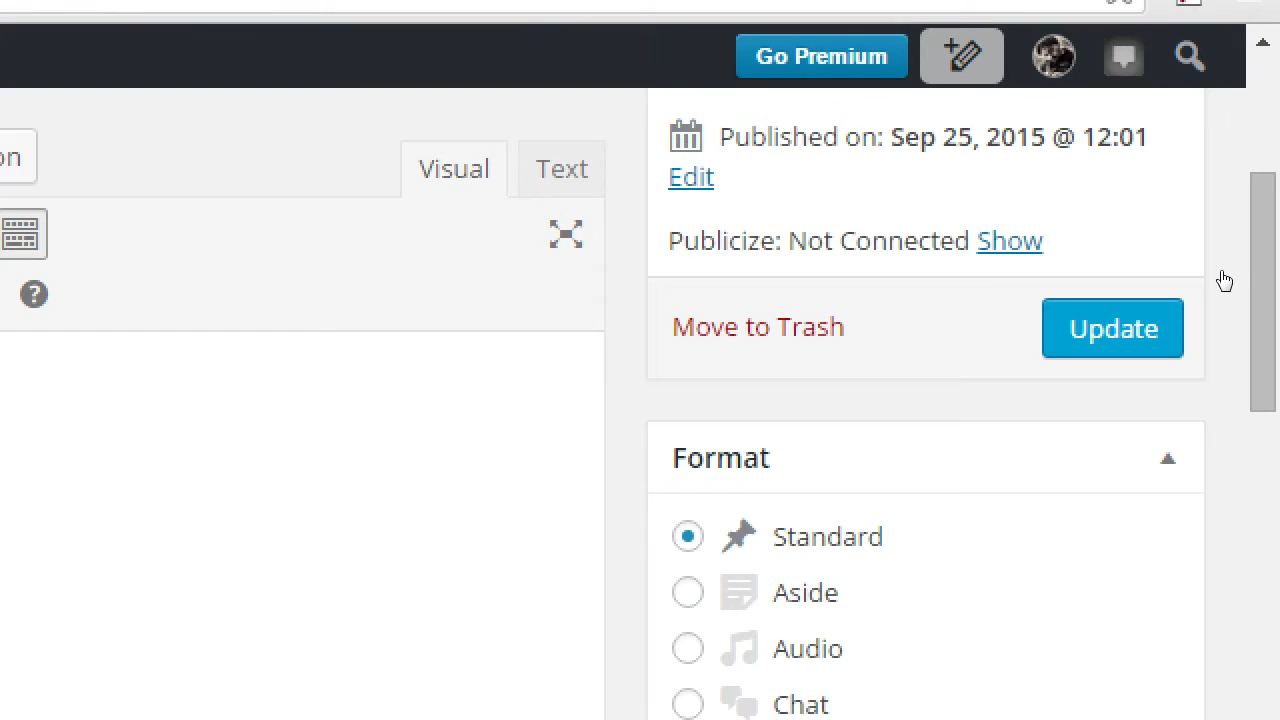 Go Premium
on
Visual
Text
Published on: Sep 25, 2015 @ 12:01
Edit
Publicize: Not Connected Show
Move to Trash
Update
Format
Standard
Aside
Audio
Chat